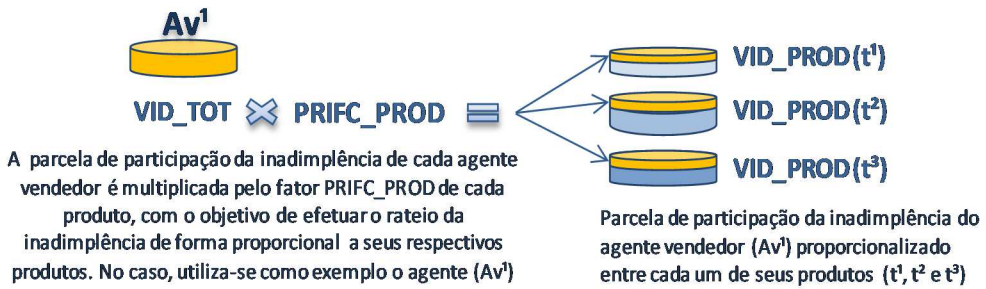 Av¹
VID_TOT × PRIFC_PROD =
VID_PROD (t¹)
VID_PROD (t²)
VID_PROD (t³)
A parcela de participação da inadimplência de cada agente
vendedor é multiplicada pelo fator PRIFC_PROD de cada
produto, com o objetivo de efetuar o rateio da
inadimplência de forma proporcional a seus respectivos
produtos. No caso, utiliza-se como exemplo o agente (Av¹)
Parcela de participação da inadimplência do
agente vendedor (Av¹) proporcionalizado
entre cada um de seus produtos (t¹, t² e t³)